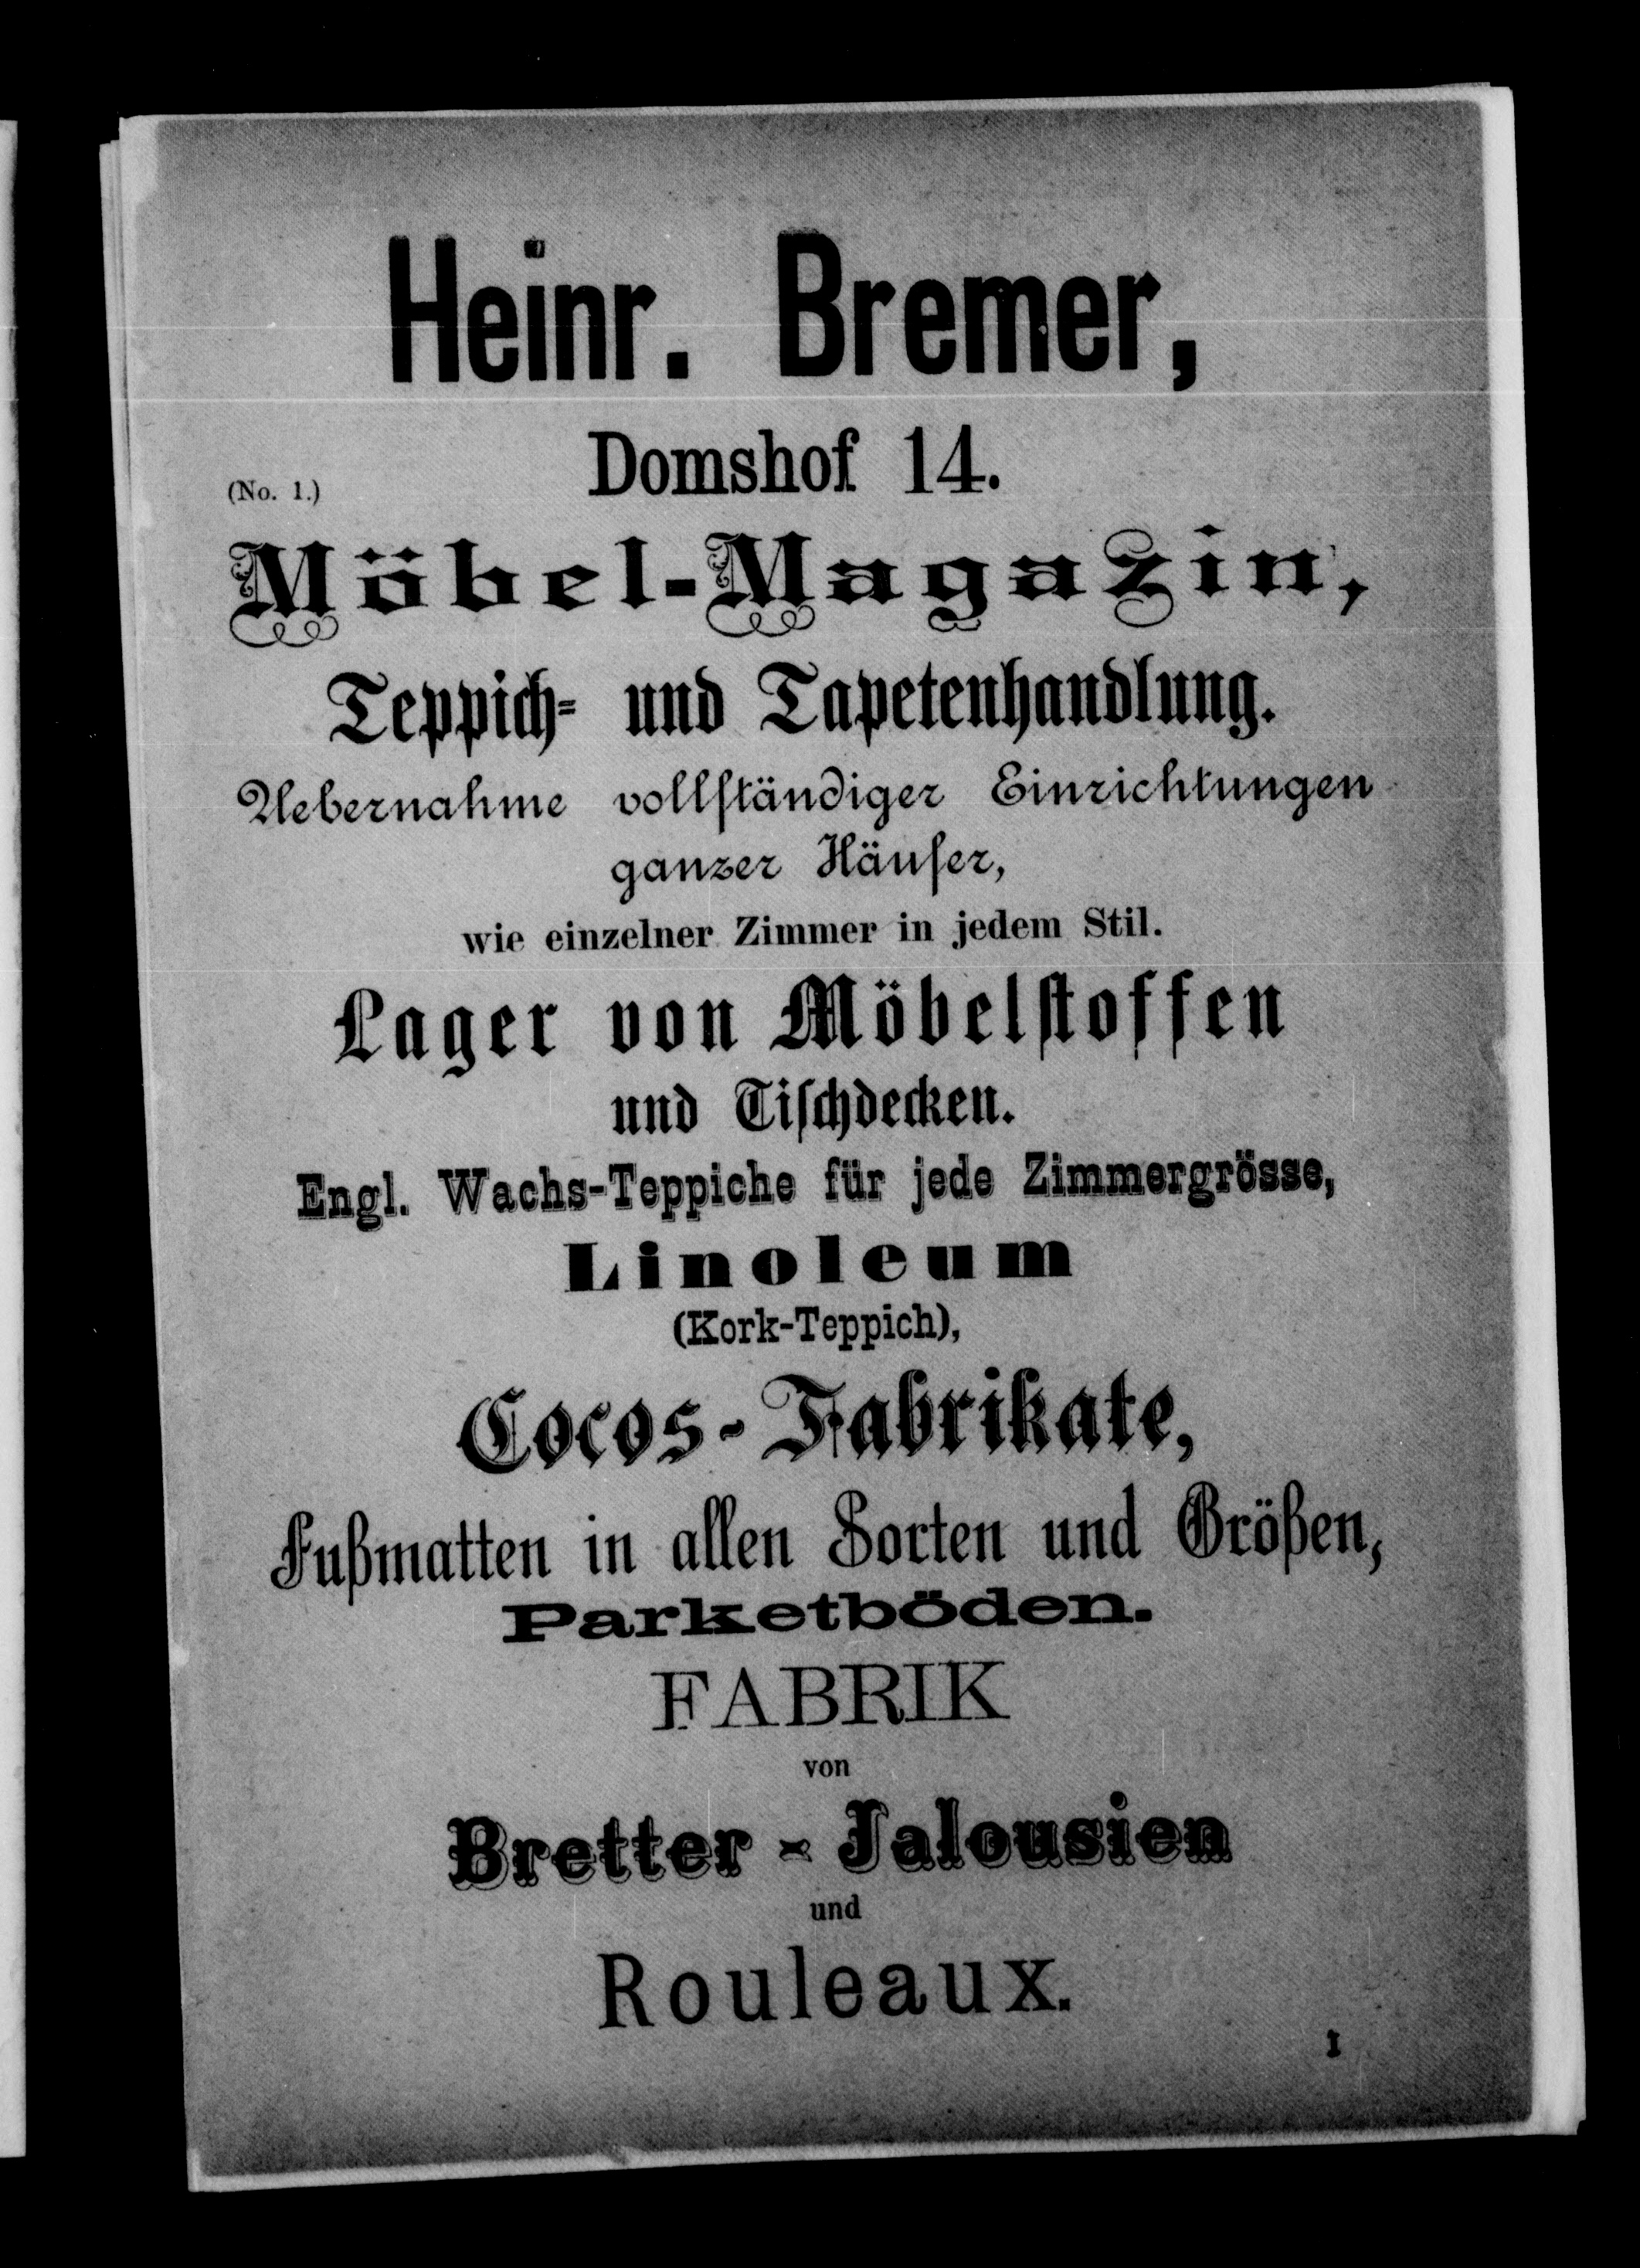 Heinr. Bremer,
Domshof 14.
(No. 1.)
Möbel-Magazin,
Teppich- und Tapetenhandlung.
Uebernahme vollſtändiger Einrichtungen
ganzer Häuſer,
wie einzelner Zimmer in jedem Stil.
Lager von Möbelſtoffen
und Tiſchdecken.
Engl. Wachs-Teppiche für jede Zimmergrösse,
Linoleum
(Kork-Teppich),
Cocos-Fabrikate,
Fußmatten in allen Sorten und Größen,
Parketböden.
FABRIK
von
Bretter-Jalousien
und
Rouleaux.
I